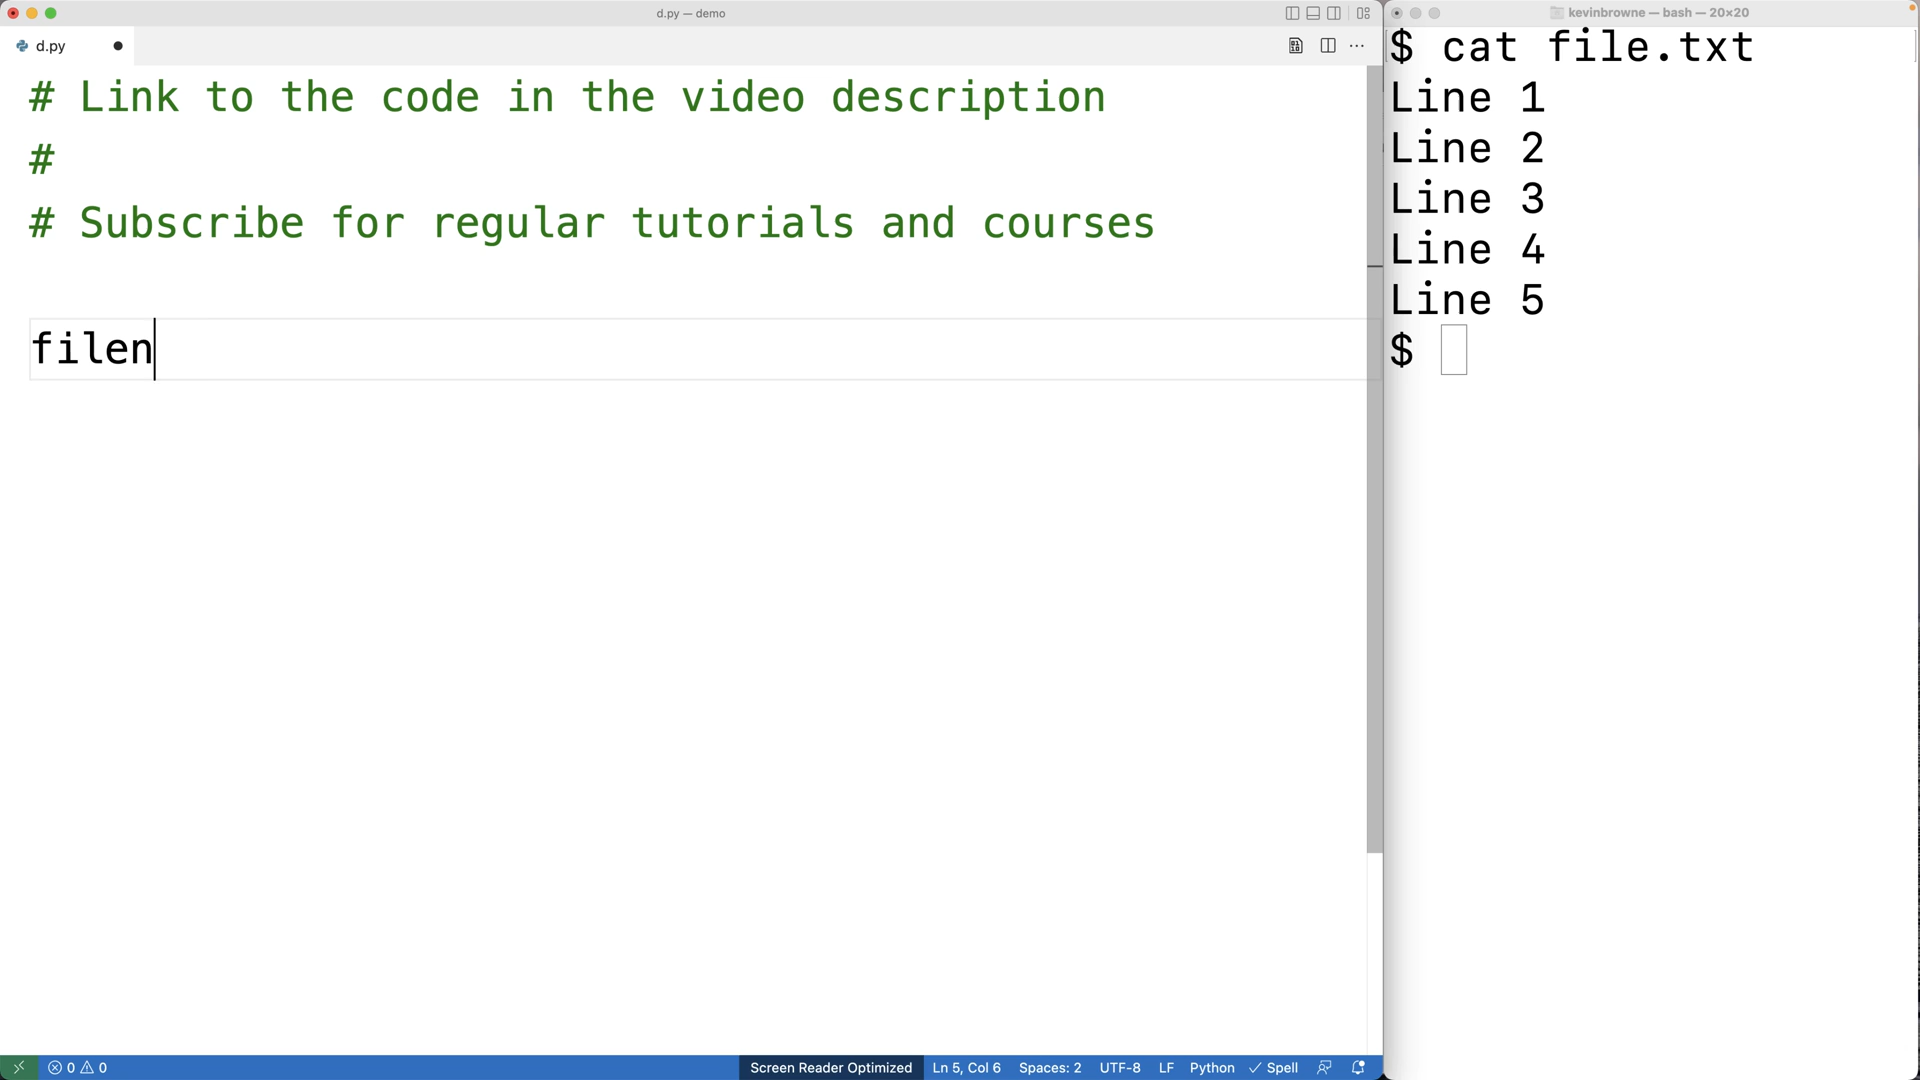 d.py — demo
d.py
# Link to the code in the video description
#
# Subscribe for regular tutorials and courses
filen
0 0
Screen Reader Optimized
Ln 5, Col 6
Spaces: 2
UTF-8
LF
Python
Spell
kevinbrowne — bash — 20×20
$ cat file.txt
Line 1
Line 2
Line 3
Line 4
Line 5
$